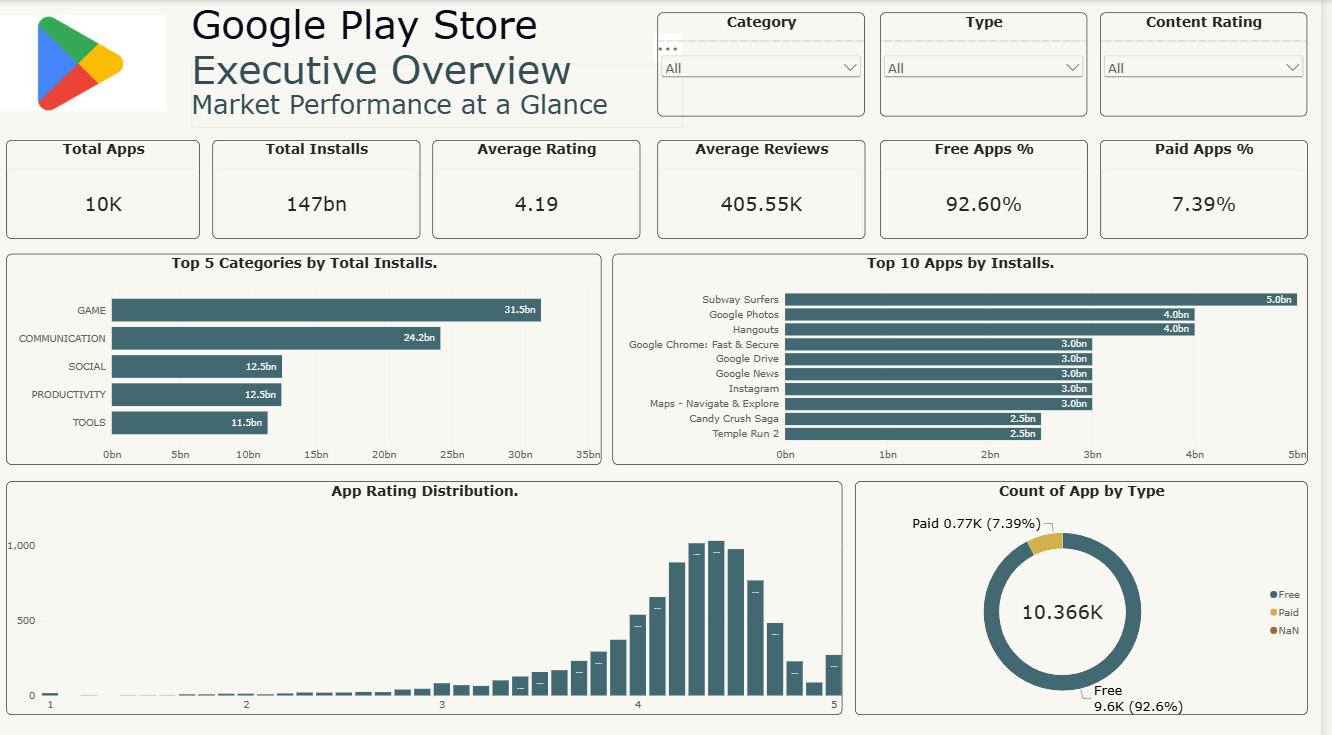 Google Play Store
Executive Overview
Market Performance at a Glance
Category
All
Type
All
Content Rating
All
Total Apps
10K
Total Installs
147bn
Average Rating
4.19
Average Reviews
405.55K
Free Apps %
92.60%
Paid Apps %
7.39%
Top 5 Categories by Total Installs.
GAME 31.5bn
COMMUNICATION 24.2bn
SOCIAL 12.5bn
PRODUCTIVITY 12.5bn
TOOLS 11.5bn
0bn 5bn 10bn 15bn 20bn 25bn 30bn 35bn
Top 10 Apps by Installs.
Subway Surfers 5.0bn
Google Photos 4.0bn
Hangouts 4.0bn
Google Chrome: Fast & Secure 3.0bn
Google Drive 3.0bn
Google News 3.0bn
Instagram 3.0bn
Maps - Navigate & Explore 3.0bn
Candy Crush Saga 2.5bn
Temple Run 2 2.5bn
0bn 1bn 2bn 3bn 4bn 5bn
App Rating Distribution.
1,000
500
0
1 2 3 4 5
Count of App by Type
Paid 0.77K (7.39%)
10.366K
Free
9.6K (92.6%)
Free
Paid
NaN